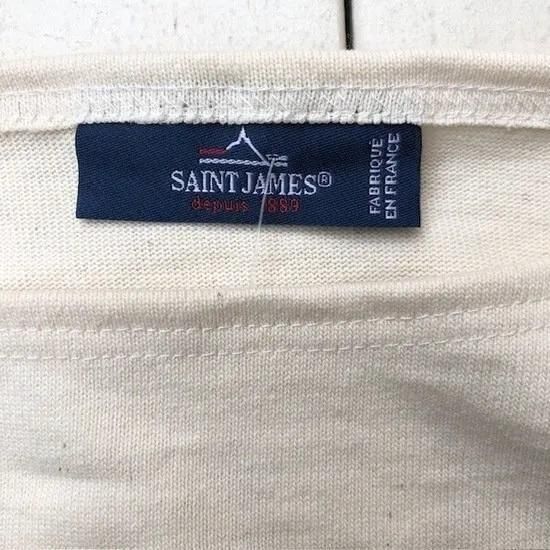 SAINT JAMES®
depuis 1889
FABRIQUE
EN FRANCE